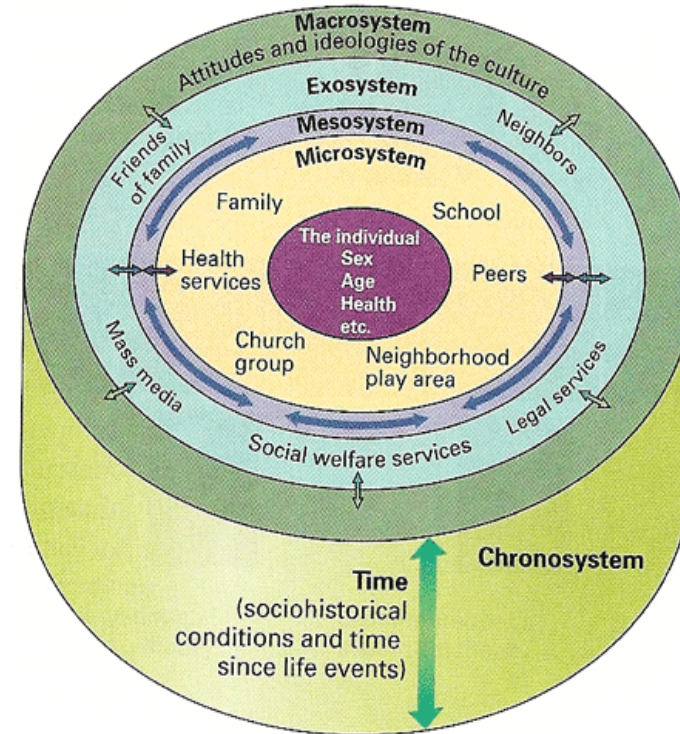 Macrosystem
Attitudes and ideologies of the culture
Exosystem
Mesosystem
Microsystem
Friends
of family
Neighbors
Family
School
The individual
Sex
Age
Health
etc.
Health
services
Peers
Church
group
Neighborhood
play area
Mass media
Legal services
Social welfare services
Chronosystem
Time
(sociohistorical
conditions and time
since life events)